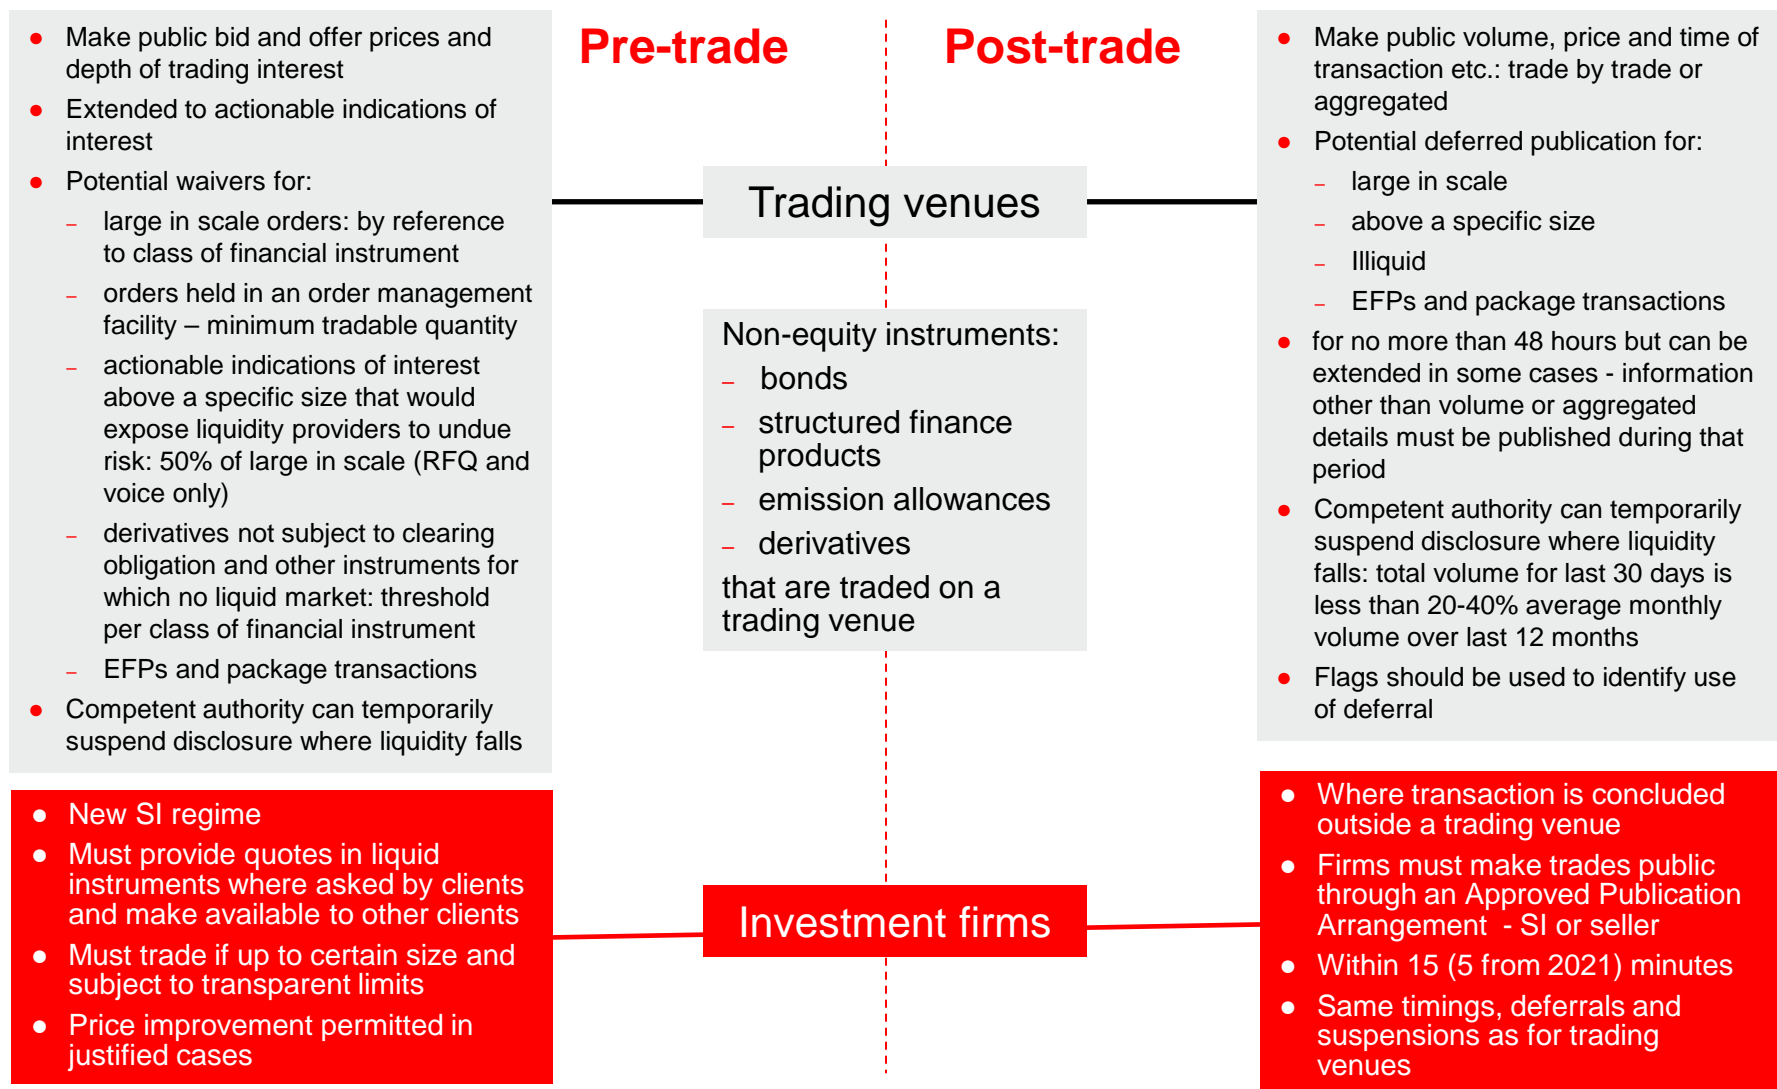 Pre-trade
Post-trade
● Make public bid and offer prices and
depth of trading interest
● Extended to actionable indications of
interest
● Potential waivers for:
– large in scale orders: by reference
to class of financial instrument
– orders held in an order management
facility – minimum tradable quantity
– actionable indications of interest
above a specific size that would
expose liquidity providers to undue
risk: 50% of large in scale (RFQ and
voice only)
– derivatives not subject to clearing
obligation and other instruments for
which no liquid market: threshold
per class of financial instrument
– EFPs and package transactions
● Competent authority can temporarily
suspend disclosure where liquidity falls
Trading venues
Non-equity instruments:
– bonds
– structured finance
products
– emission allowances
– derivatives
that are traded on a
trading venue
● Make public volume, price and time of
transaction etc.: trade by trade or
aggregated
● Potential deferred publication for:
– large in scale
– above a specific size
– Illiquid
– EFPs and package transactions
● for no more than 48 hours but can be
extended in some cases - information
other than volume or aggregated
details must be published during that
period
● Competent authority can temporarily
suspend disclosure where liquidity
falls: total volume for last 30 days is
less than 20-40% average monthly
volume over last 12 months
● Flags should be used to identify use
of deferral
● New SI regime
● Must provide quotes in liquid
instruments where asked by clients
and make available to other clients
● Must trade if up to certain size and
subject to transparent limits
● Price improvement permitted in
justified cases
Investment firms
● Where transaction is concluded
outside a trading venue
● Firms must make trades public
through an Approved Publication
Arrangement - SI or seller
● Within 15 (5 from 2021) minutes
● Same timings, deferrals and
suspensions as for trading
venues